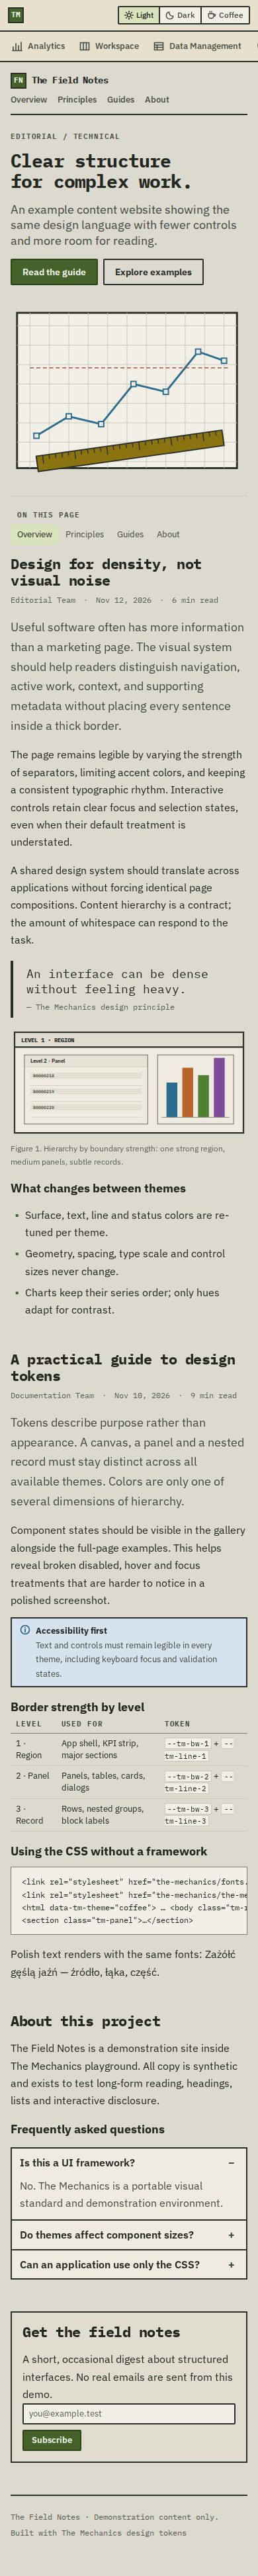 TM
Light Dark Coffee
Analytics Workspace Data Management
FN The Field Notes
Overview Principles Guides About
EDITORIAL / TECHNICAL
Clear structure
for complex work.
An example content website showing the
same design language with fewer controls
and more room for reading.
Read the guide Explore examples
ON THIS PAGE
Overview Principles Guides About
Design for density, not
visual noise
Editorial Team · Nov 12, 2026 · 6 min read
Useful software often has more information
than a marketing page. The visual system
should help readers distinguish navigation,
active work, context, and supporting
metadata without placing every sentence
inside a thick border.
The page remains legible by varying the strength
of separators, limiting accent colors, and keeping
a consistent typographic rhythm. Interactive
controls retain clear focus and selection states,
even when their default treatment is
understated.
A shared design system should translate across
applications without forcing identical page
compositions. Content hierarchy is a contract;
the amount of whitespace can respond to the
task.
An interface can be dense
without feeling heavy.
— The Mechanics design principle
LEVEL 1 · REGION
Level 2 · Panel
Figure 1. Hierarchy by boundary strength: one strong region,
medium panels, subtle records.
What changes between themes
▪ Surface, text, line and status colors are re-
tuned per theme.
▪ Geometry, spacing, type scale and control
sizes never change.
▪ Charts keep their series order; only hues
adapt for contrast.
A practical guide to design
tokens
Documentation Team · Nov 10, 2026 · 9 min read
Tokens describe purpose rather than
appearance. A canvas, a panel and a nested
record must stay distinct across all
available themes. Colors are only one of
several dimensions of hierarchy.
Component states should be visible in the gallery
alongside the full-page examples. This helps
reveal broken disabled, hover and focus
treatments that are harder to notice in a
polished screenshot.
Accessibility first
Text and controls must remain legible in every
theme, including keyboard focus and validation
states.
Border strength by level
LEVEL USED FOR TOKEN
1 · Region App shell, KPI strip, major sections --tm-bw-1 + --tm-line-1
2 · Panel Panels, tables, cards, dialogs --tm-bw-2 + --tm-line-2
3 · Record Rows, nested groups, block labels --tm-bw-3 + --tm-line-3
Using the CSS without a framework
<link rel="stylesheet" href="the-mechanics/fonts.
<link rel="stylesheet" href="the-mechanics/the-me
<html data-tm-theme="coffee"> … <body class="tm-r
<section class="tm-panel">…</section>
Polish text renders with the same fonts: Zażółć
gęślą jaźń — źródło, łąka, część.
About this project
The Field Notes is a demonstration site inside
The Mechanics playground. All copy is synthetic
and exists to test long-form reading, headings,
lists and interactive disclosure.
Frequently asked questions
Is this a UI framework? −
No. The Mechanics is a portable visual
standard and demonstration environment.
Do themes affect component sizes? +
Can an application use only the CSS? +
Get the field notes
A short, occasional digest about structured
interfaces. No real emails are sent from this
demo.
you@example.test
Subscribe
The Field Notes · Demonstration content only.
Built with The Mechanics design tokens